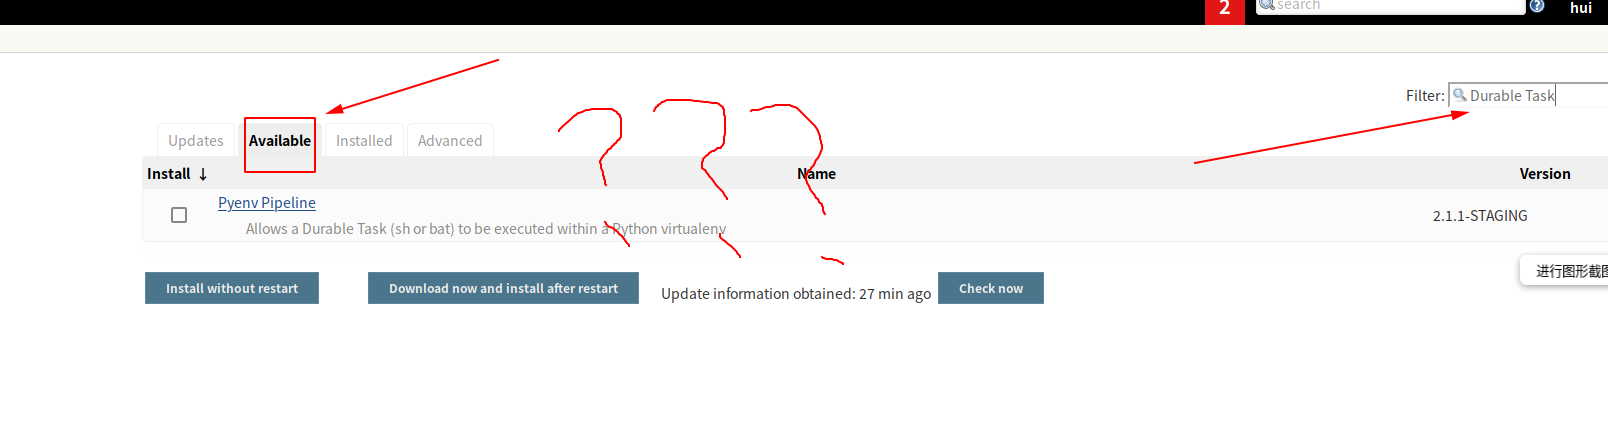 2
search
hui
Filter: Durable Task
Updates Available Installed Advanced
Install ↓ Name Version
Pyenv Pipeline 2.1.1-STAGING
Allows a Durable Task (sh or bat) to be executed within a Python virtualenv
Install without restart Download now and install after restart Update information obtained: 27 min ago Check now
进行图形截图
???